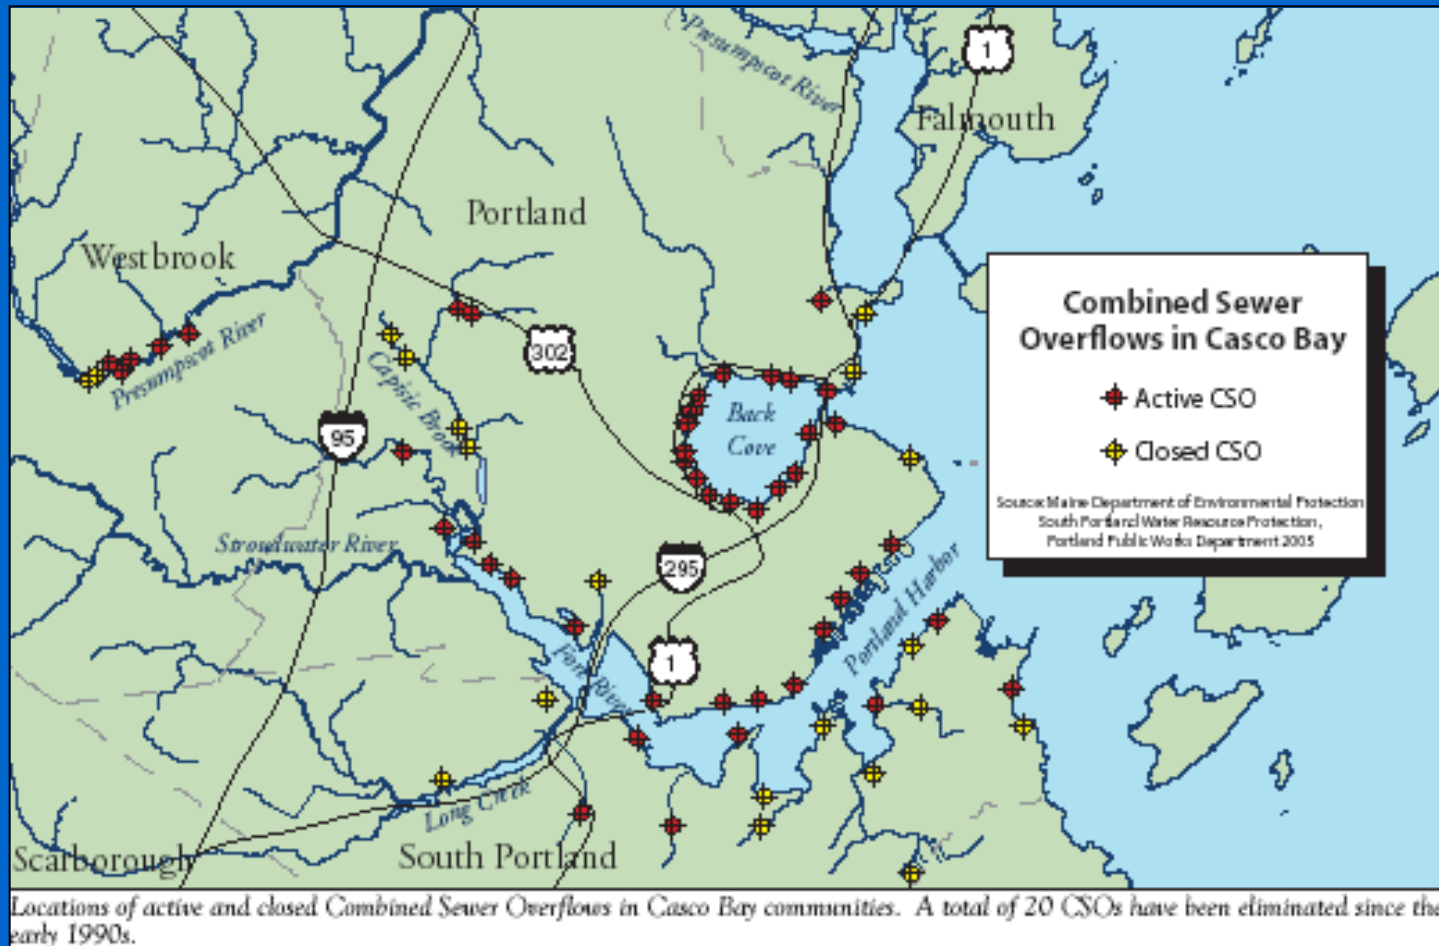 Presumpscot River
1
Falmouth
Portland
Westbrook
Presumpscot River
302
Capisic Brook
95
Back
Cove
Stroudwater River
295
1
Fore River
Portland Harbor
Long Creek
Scarborough
South Portland
Combined Sewer
Overflows in Casco Bay
Active CSO
Closed CSO
Source: Maine Department of Environmental Protection
South Portland Water Resource Protection,
Portland Public Works Department 2005
Locations of active and closed Combined Sewer Overflows in Casco Bay communities. A total of 20 CSOs have been eliminated since the
early 1990s.